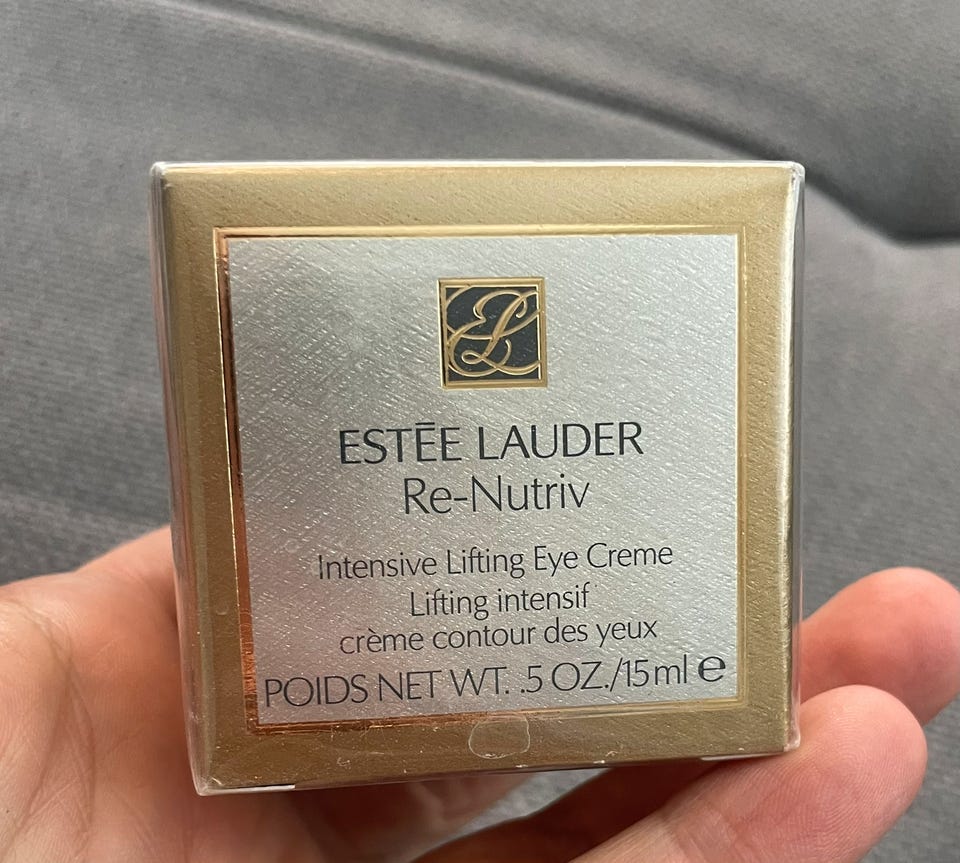 EL
ESTĒE LAUDER
Re-Nutriv
Intensive Lifting Eye Creme
Lifting intensif
crème contour des yeux
POIDS NET WT. .5 OZ./15ml e